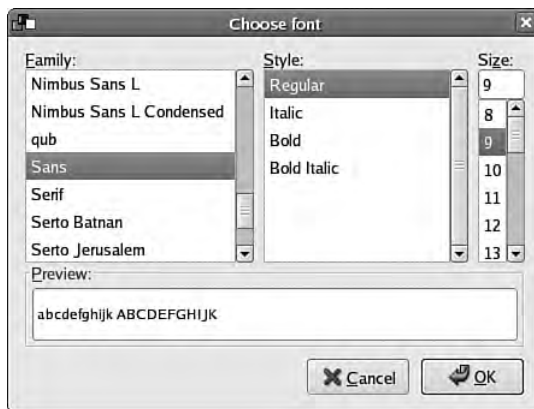 Choose font
Family:
Nimbus Sans L
Nimbus Sans L Condensed
qub
Sans
Serif
Serto Batnan
Serto Jerusalem
Style:
Regular
Italic
Bold
Bold Italic
Size:
9
8
9
10
11
12
13
Preview:
abcdefghijk ABCDEFGHIJK
Cancel
OK